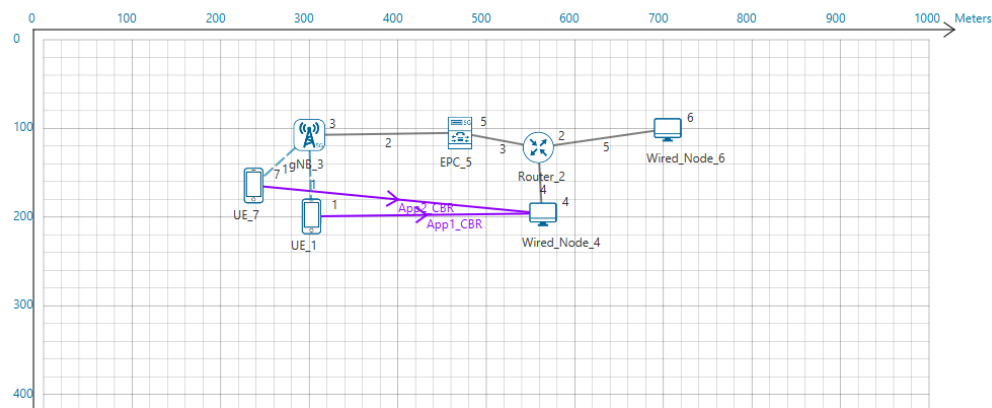 0 100 200 300 400 500 600 700 800 900 1000 Meters
0
100
200
300
400
3
gNB_3
5G
2
5
5G
EPC_5
3
2
Router_2
5
6
Wired_Node_6
7
1
1
UE_7
1
UE_1
4
4
Wired_Node_4
App2_CBR
App1_CBR